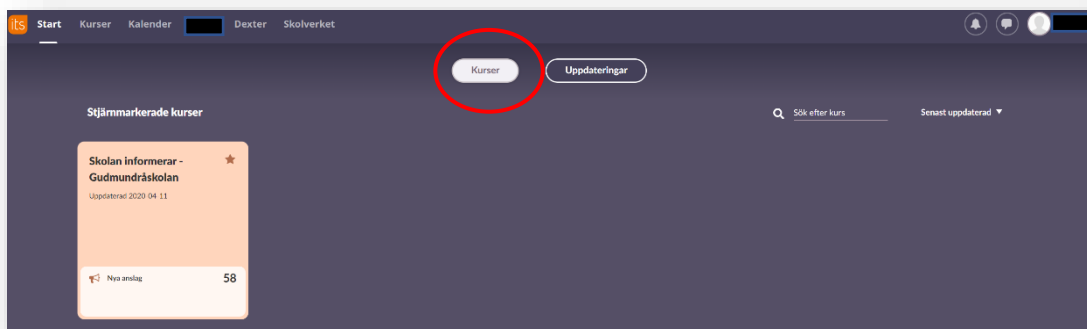 its Start Kurser Kalender Dexter Skolverket
Kurser Uppdateringar
Stjärnmarkerade kurser Sök efter kurs Senast uppdaterad
Skolan informerar -
Gudmundråskolan
Uppdaterad 2020-04-11
Nya anslag 58